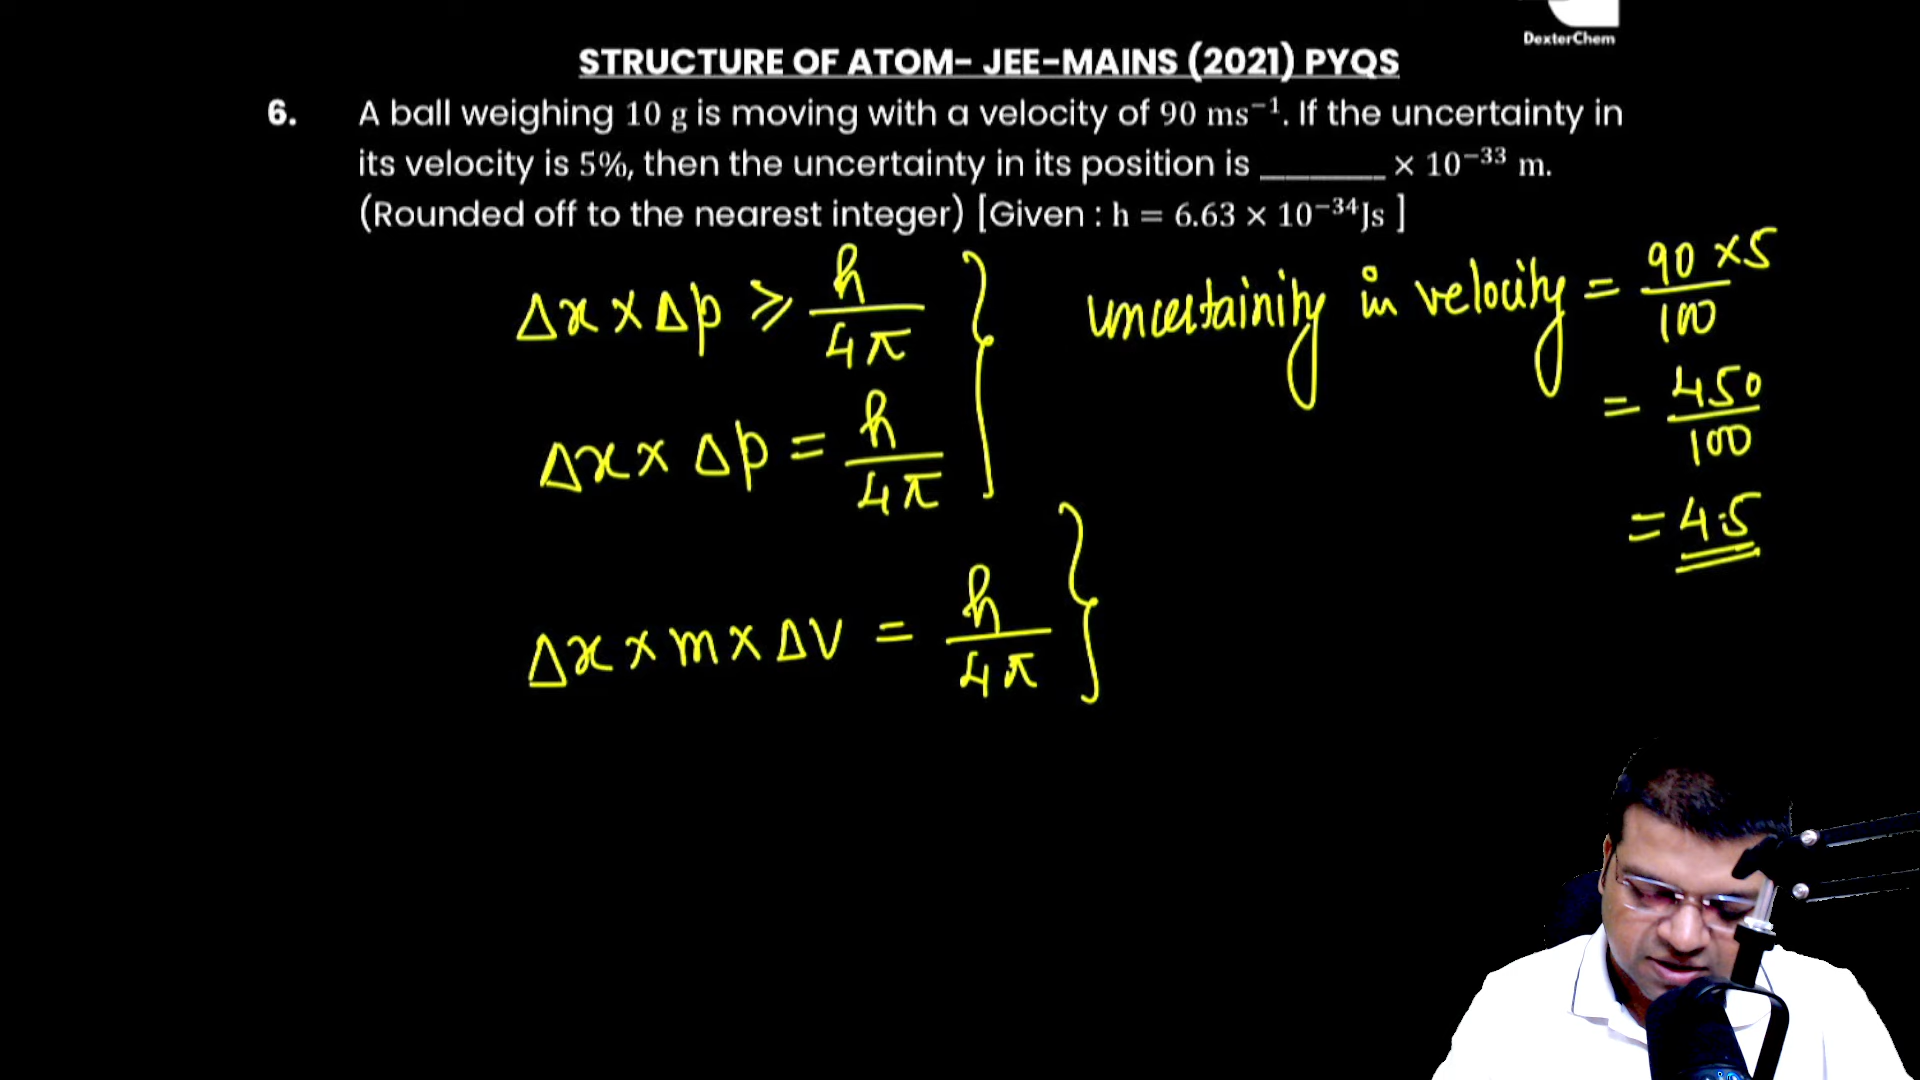 DexterChem
STRUCTURE OF ATOM- JEE-MAINS (2021) PYQS
6. A ball weighing 10 g is moving with a velocity of 90 ms⁻¹. If the uncertainty in
its velocity is 5%, then the uncertainty in its position is ________ × 10⁻³³ m.
(Rounded off to the nearest integer) [Given : h = 6.63 × 10⁻³⁴Js ]
Δx × Δp ≥ h/4π
Δx × Δp = h/4π
Δx × m × Δv = h/4π
uncertainity in velocity = 90 × 5/100
= 450/100
= 4.5